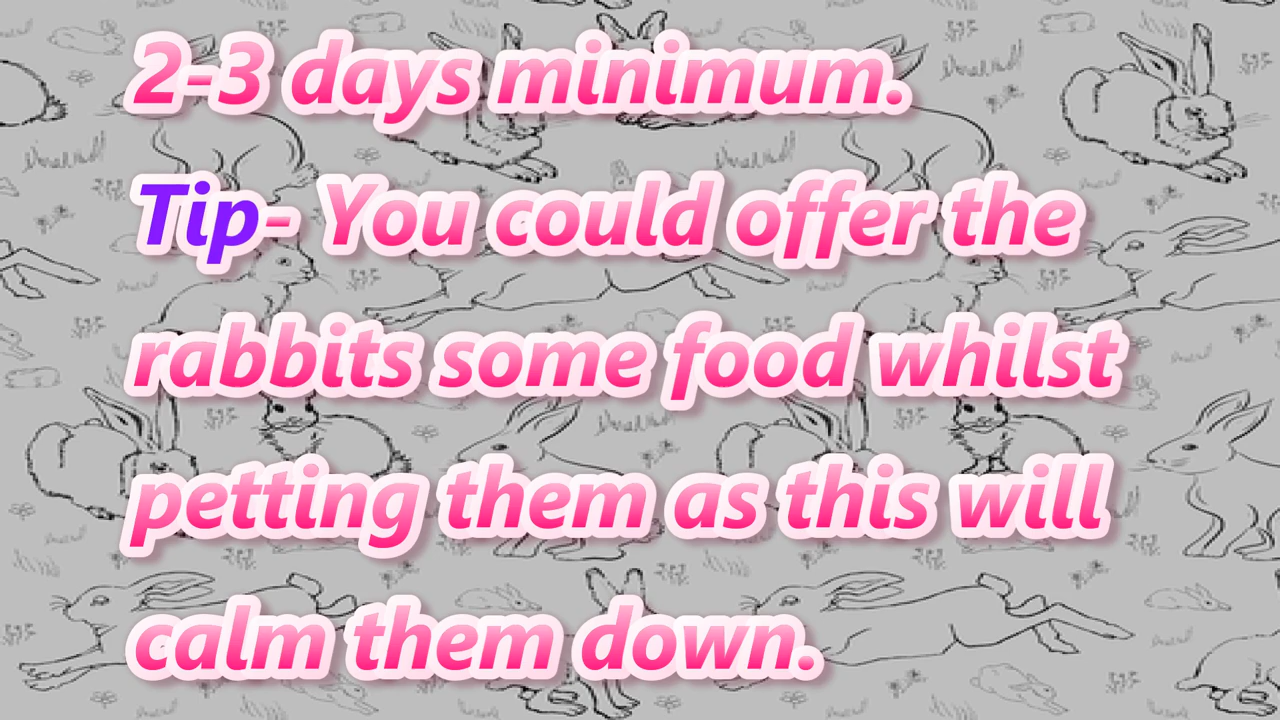 2-3 days minimum.
Tip- You could offer the
rabbits some food whilst
petting them as this will
calm them down.